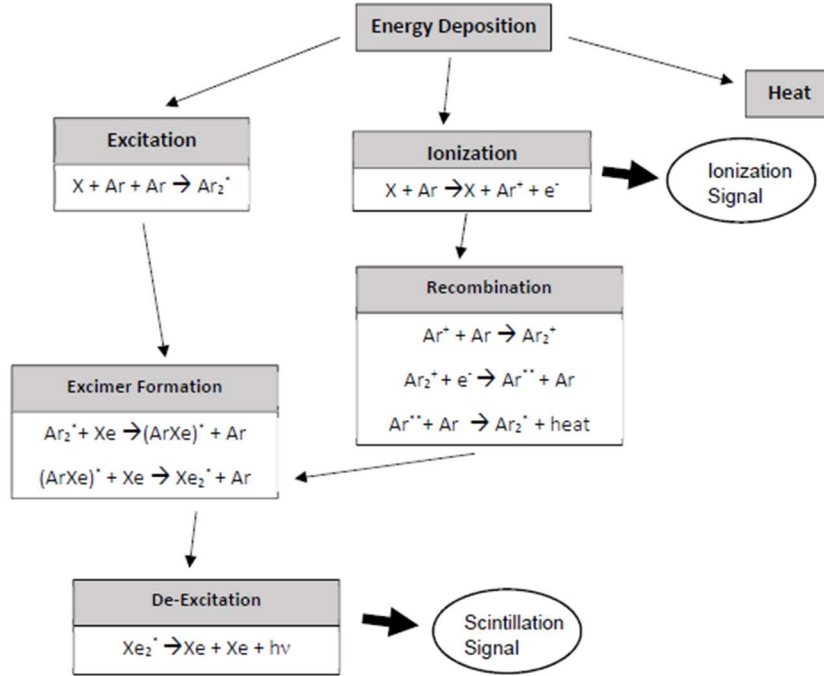 Energy Deposition
Heat
Excitation
X + Ar + Ar → Ar₂*
Ionization
X + Ar →X + Ar⁺ + e⁻
Ionization
Signal
Recombination
Ar⁺ + Ar → Ar₂⁺
Ar₂⁺ + e⁻ → Ar** + Ar
Ar** + Ar → Ar₂* + heat
Excimer Formation
Ar₂* + Xe →(ArXe)* + Ar
(ArXe)* + Xe → Xe₂* + Ar
De-Excitation
Xe₂* →Xe + Xe + hν
Scintillation
Signal